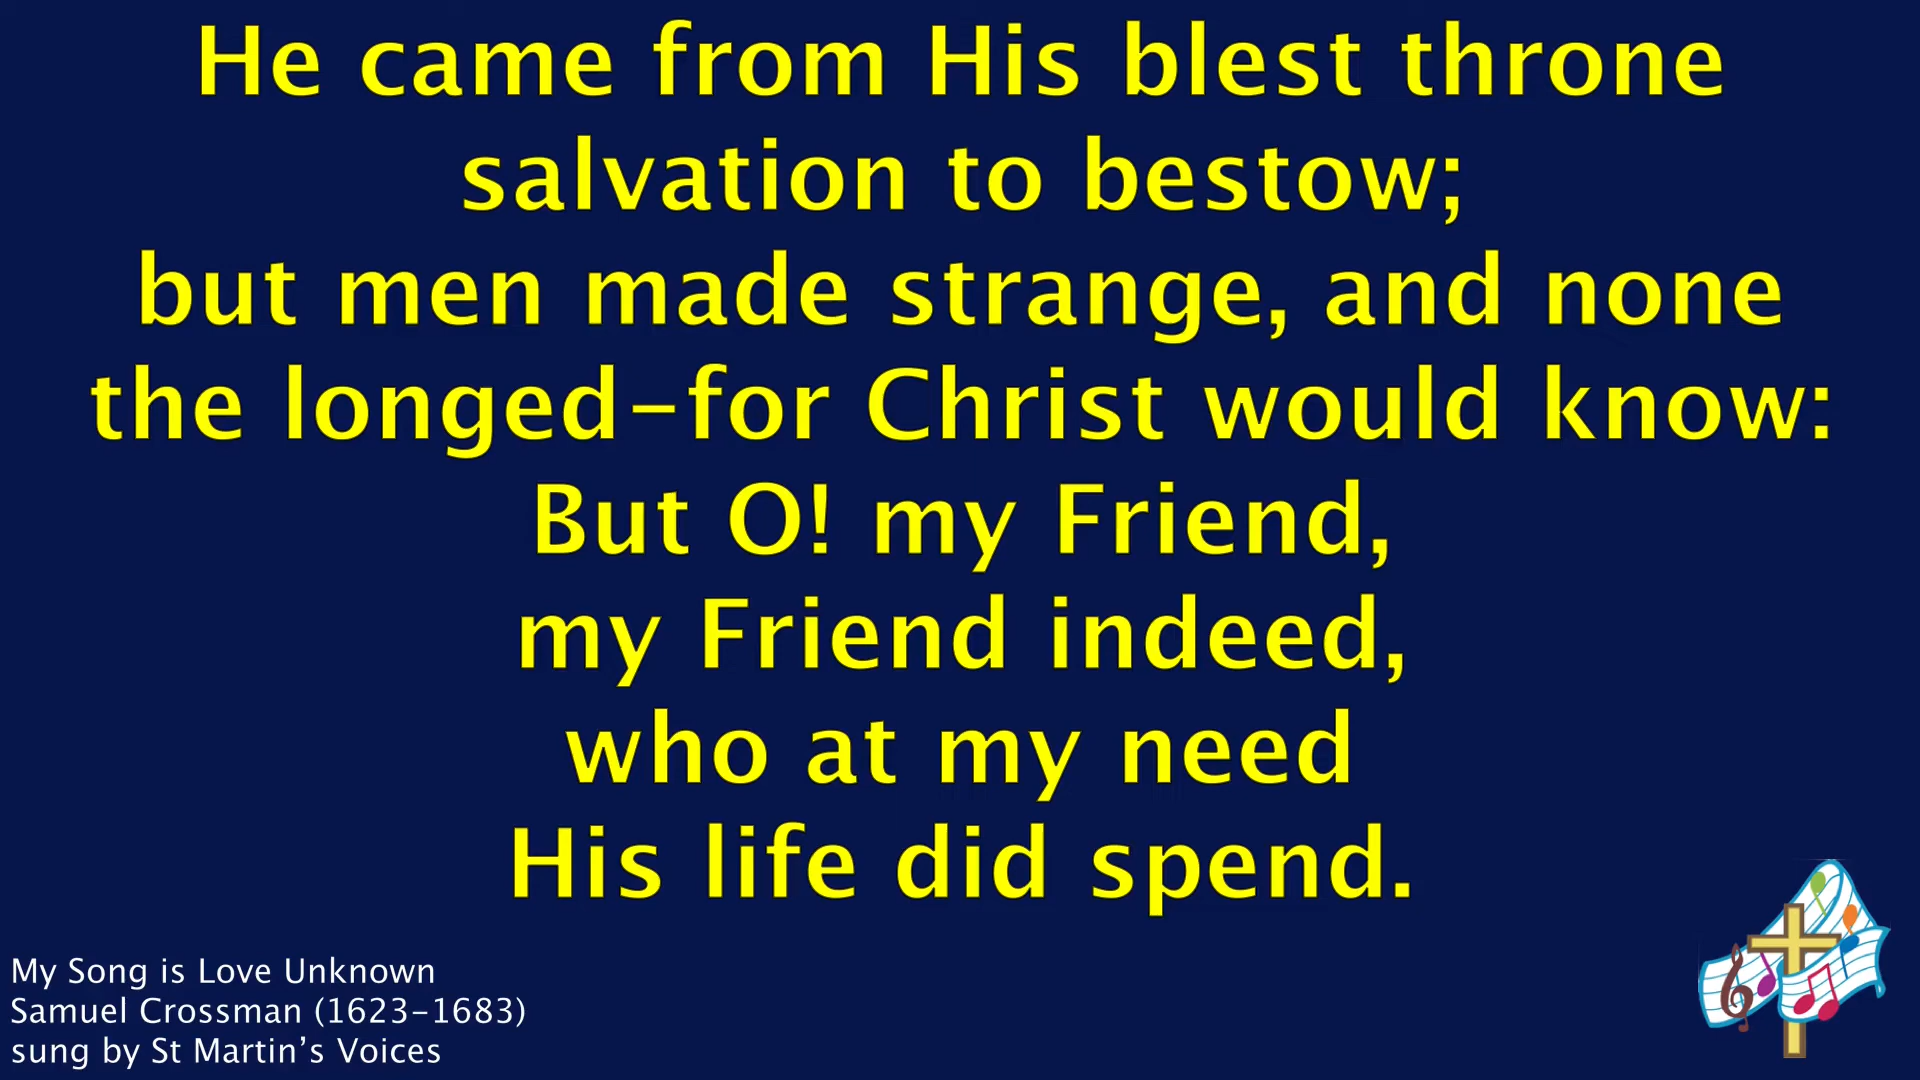 He came from His blest throne
salvation to bestow;
but men made strange, and none
the longed-for Christ would know:
But O! my Friend,
my Friend indeed,
who at my need
His life did spend.
My Song is Love Unknown
Samuel Crossman (1623-1683)
sung by St Martin’s Voices